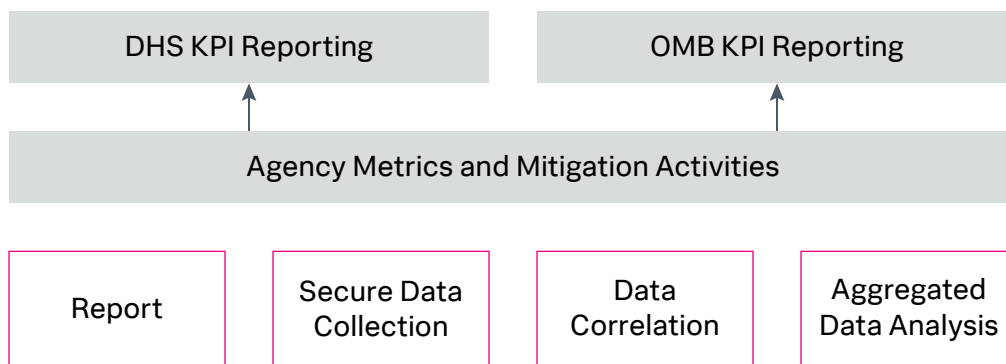 DHS KPI Reporting
OMB KPI Reporting
Agency Metrics and Mitigation Activities
Report
Secure Data
Collection
Data
Correlation
Aggregated
Data Analysis